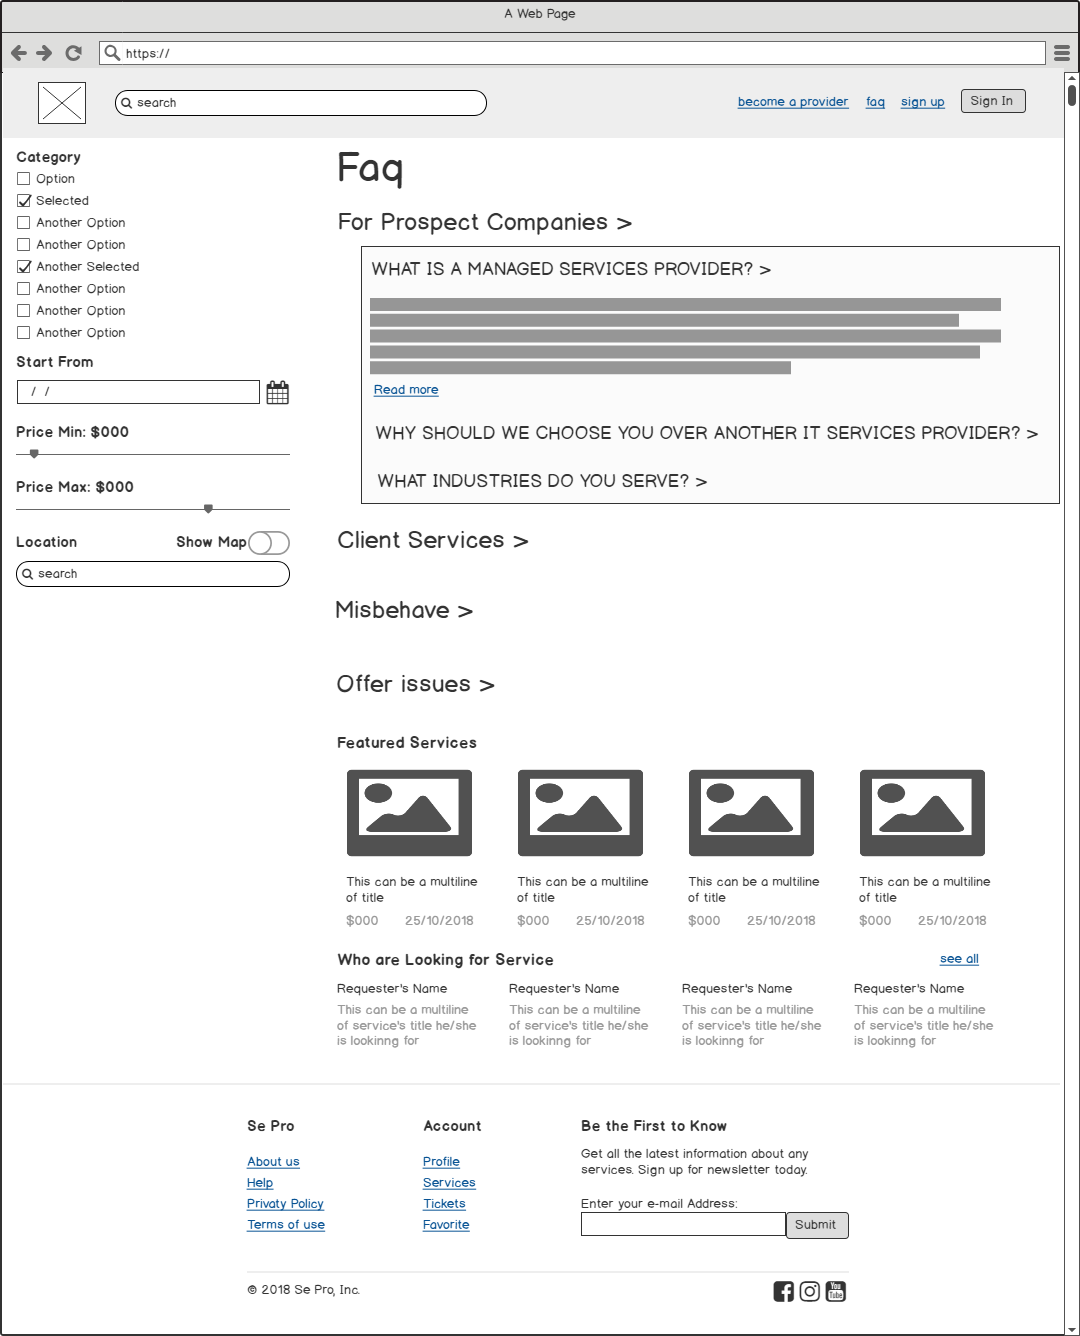 A Web Page
https://
search
become a provider faq sign up Sign In
Category
Option
Selected
Another Option
Another Option
Another Selected
Another Option
Another Option
Another Option
Start From
/ /
Price Min: $000
Price Max: $000
Location Show Map
search
Faq
For Prospect Companies >
WHAT IS A MANAGED SERVICES PROVIDER? >
Read more
WHY SHOULD WE CHOOSE YOU OVER ANOTHER IT SERVICES PROVIDER? >
WHAT INDUSTRIES DO YOU SERVE? >
Client Services >
Misbehave >
Offer issues >
Featured Services
This can be a multiline
of title
$000 25/10/2018
This can be a multiline
of title
$000 25/10/2018
This can be a multiline
of title
$000 25/10/2018
This can be a multiline
of title
$000 25/10/2018
Who are Looking for Service see all
Requester's Name
This can be a multiline
of service's title he/she
is lookinng for
Requester's Name
This can be a multiline
of service's title he/she
is lookinng for
Requester's Name
This can be a multiline
of service's title he/she
is lookinng for
Requester's Name
This can be a multiline
of service's title he/she
is lookinng for
Se Pro
About us
Help
Privaty Policy
Terms of use
Account
Profile
Services
Tickets
Favorite
Be the First to Know
Get all the latest information about any
services. Sign up for newsletter today.
Enter your e-mail Address:
Submit
© 2018 Se Pro, Inc.
You
Tube